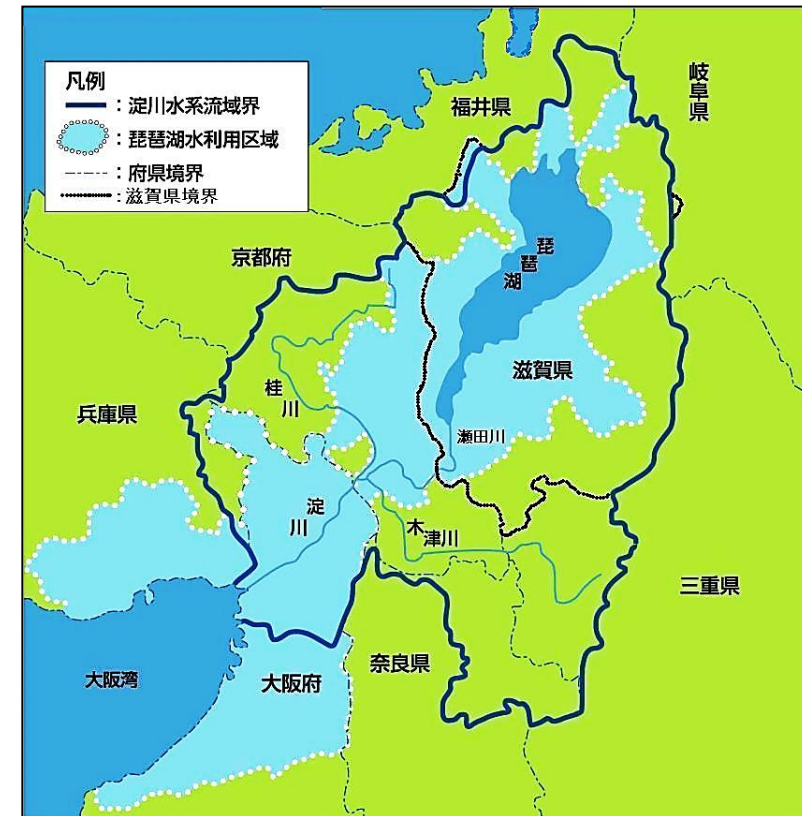 凡例
：淀川水系流域界
：琵琶湖水利用区域
：府県境界
：滋賀県境界
福井県
岐阜県
京都府
琵琶湖
滋賀県
兵庫県
桂川
瀬田川
淀川
木津川
三重県
大阪湾
大阪府
奈良県